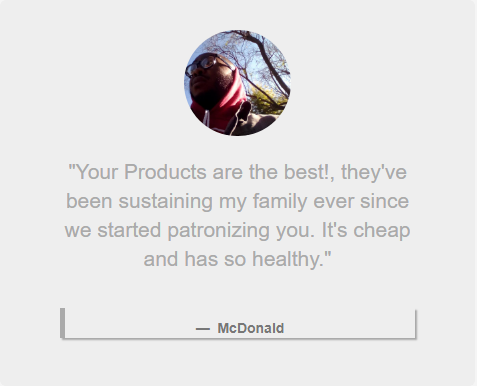 "Your Products are the best!, they've
been sustaining my family ever since
we started patronizing you. It's cheap
and has so healthy."
— McDonald